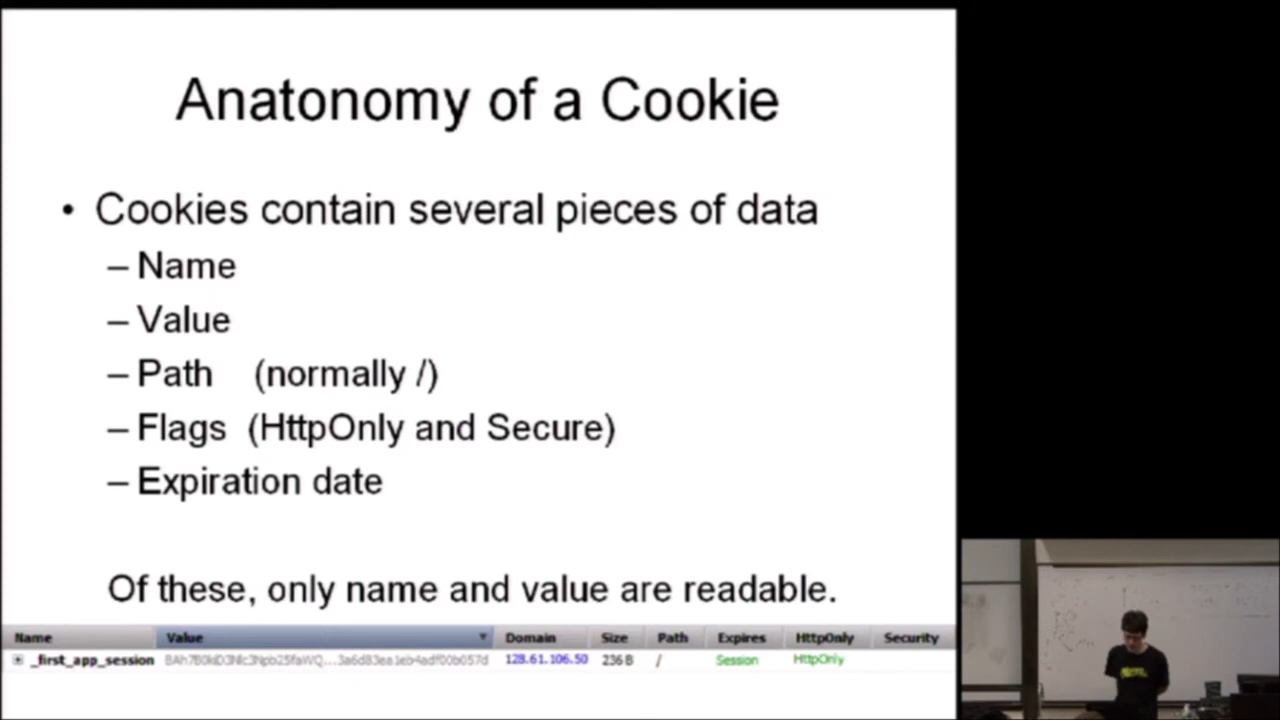 Anatonomy of a Cookie
• Cookies contain several pieces of data
– Name
– Value
– Path (normally /)
– Flags (HttpOnly and Secure)
– Expiration date
Of these, only name and value are readable.
Name Value Domain Size Path Expires HttpOnly Security
_first_app_session 128.61.106.50 236 B / Session HttpOnly